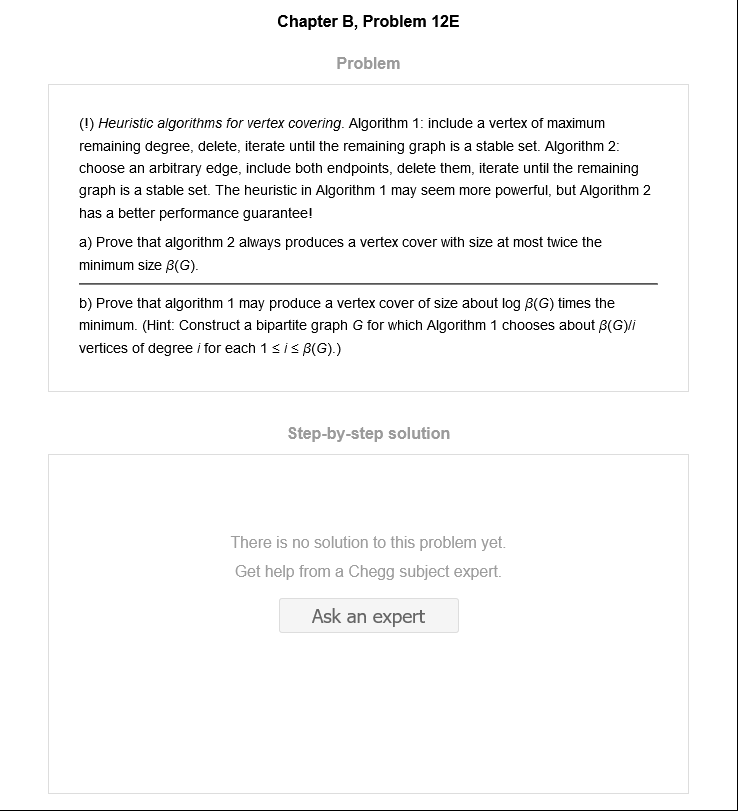 Chapter B, Problem 12E
Problem
(!) Heuristic algorithms for vertex covering. Algorithm 1: include a vertex of maximum
remaining degree, delete, iterate until the remaining graph is a stable set. Algorithm 2:
choose an arbitrary edge, include both endpoints, delete them, iterate until the remaining
graph is a stable set. The heuristic in Algorithm 1 may seem more powerful, but Algorithm 2
has a better performance guarantee!
a) Prove that algorithm 2 always produces a vertex cover with size at most twice the
minimum size β(G).
b) Prove that algorithm 1 may produce a vertex cover of size about log β(G) times the
minimum. (Hint: Construct a bipartite graph G for which Algorithm 1 chooses about β(G)/i
vertices of degree i for each 1 ≤ i ≤ β(G).)
Step-by-step solution
There is no solution to this problem yet.
Get help from a Chegg subject expert.
Ask an expert